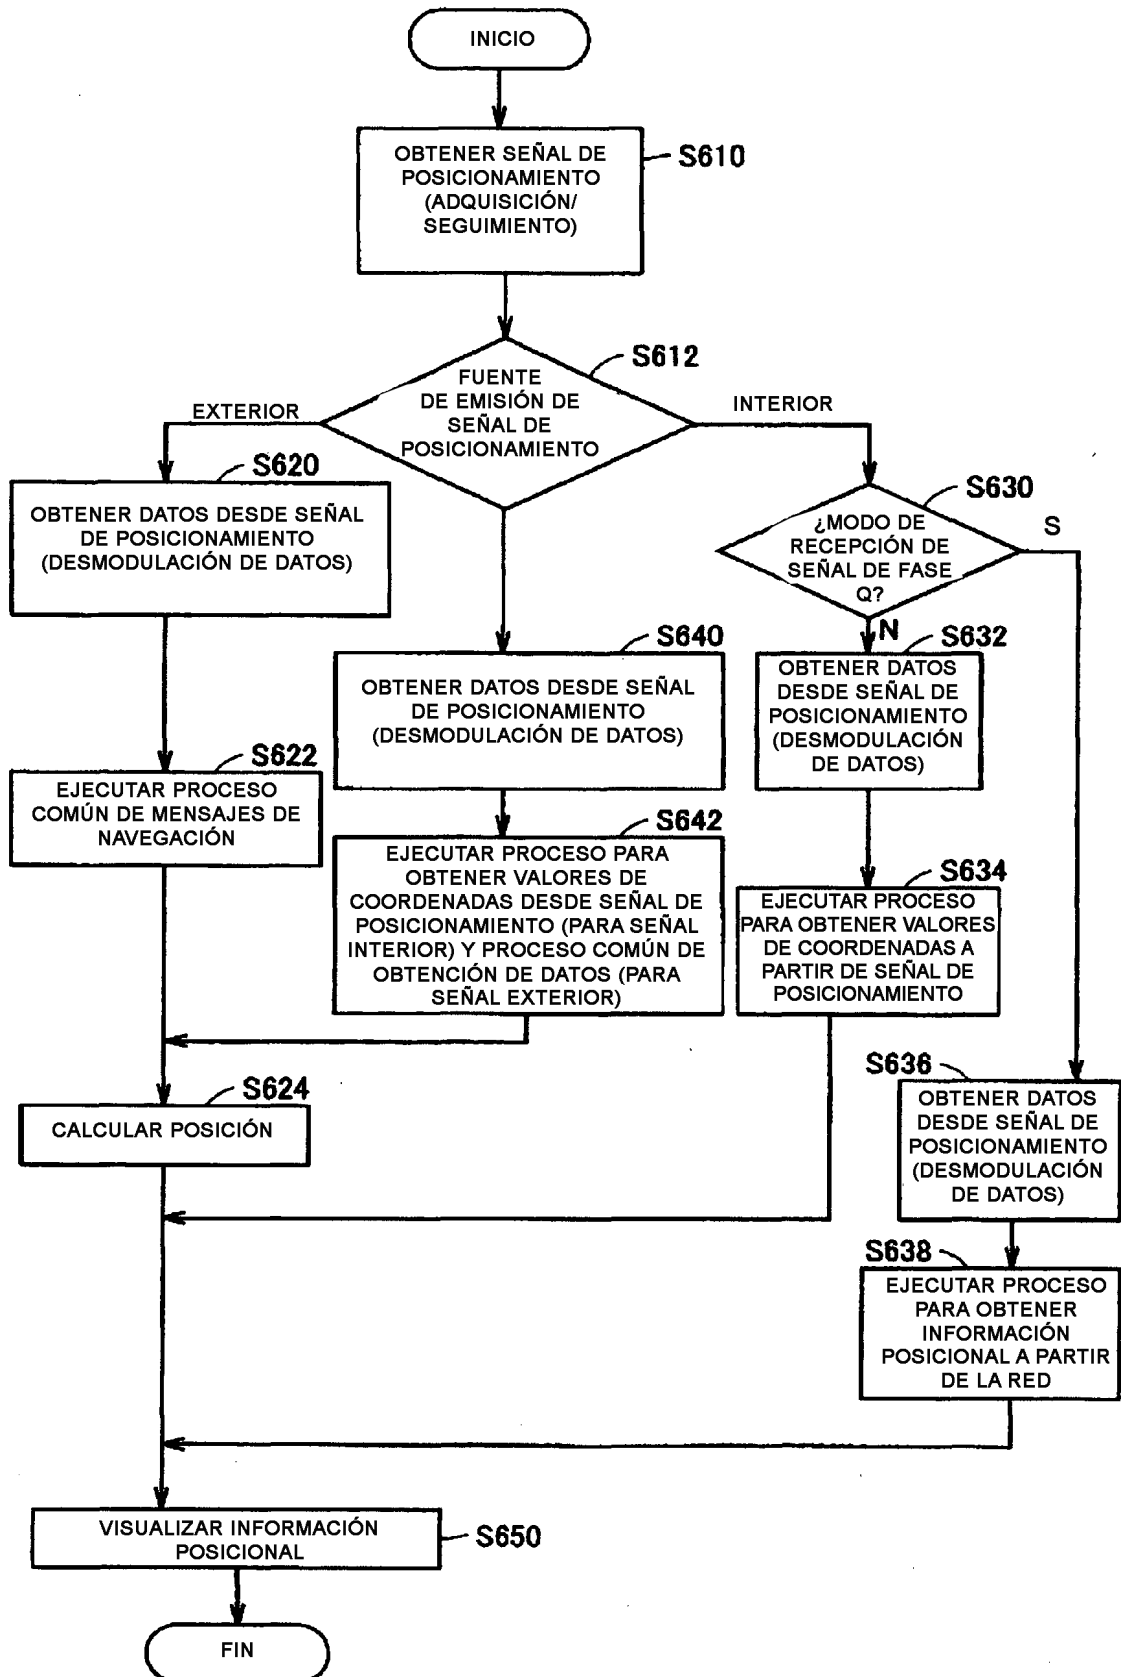 INICIO
OBTENER SEÑAL DE
POSICIONAMIENTO
(ADQUISICIÓN/
SEGUIMIENTO)
S610
FUENTE
DE EMISIÓN DE
SEÑAL DE
POSICIONAMIENTO
S612
EXTERIOR
INTERIOR
S620
OBTENER DATOS DESDE SEÑAL
DE POSICIONAMIENTO
(DESMODULACIÓN DE DATOS)
S630
¿MODO DE
RECEPCIÓN DE
SEÑAL DE FASE
Q?
S
N
S640
OBTENER DATOS DESDE SEÑAL
DE POSICIONAMIENTO
(DESMODULACIÓN DE DATOS)
S632
OBTENER DATOS
DESDE SEÑAL DE
POSICIONAMIENTO
(DESMODULACIÓN
DE DATOS)
S622
EJECUTAR PROCESO
COMÚN DE MENSAJES DE
NAVEGACIÓN
S642
EJECUTAR PROCESO PARA
OBTENER VALORES DE
COORDENADAS DESDE SEÑAL DE
POSICIONAMIENTO (PARA SEÑAL
INTERIOR) Y PROCESO COMÚN DE
OBTENCIÓN DE DATOS (PARA
SEÑAL EXTERIOR)
S634
EJECUTAR PROCESO
PARA OBTENER VALORES
DE COORDENADAS A
PARTIR DE SEÑAL DE
POSICIONAMIENTO
S624
CALCULAR POSICIÓN
S636
OBTENER DATOS
DESDE SEÑAL DE
POSICIONAMIENTO
(DESMODULACIÓN
DE DATOS)
S638
EJECUTAR PROCESO
PARA OBTENER
INFORMACIÓN
POSICIONAL A PARTIR
DE LA RED
VISUALIZAR INFORMACIÓN
POSICIONAL
S650
FIN